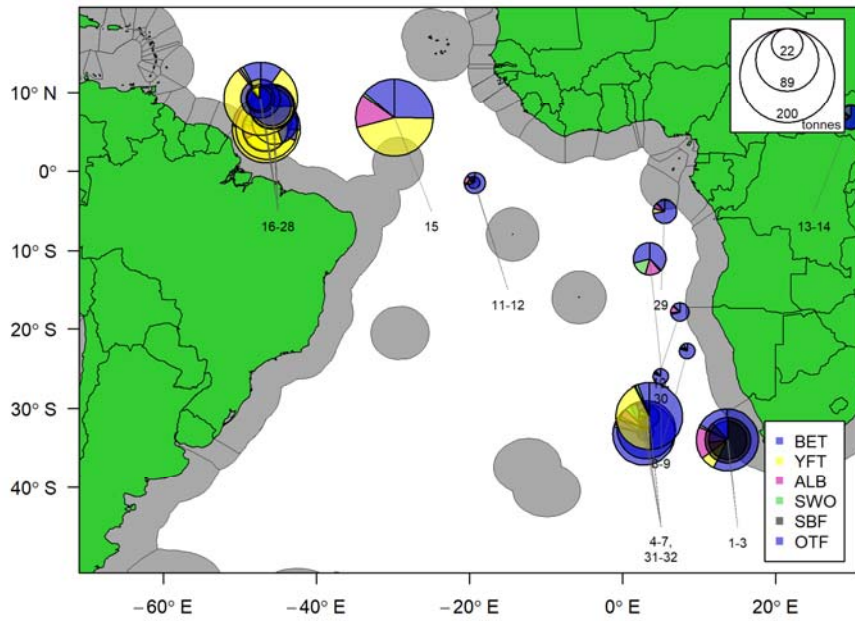 22
89
200
tonnes
10° N
0°
10° S
20° S
30° S
40° S
16-28
15
13-14
11-12
29
30
8-9
4-7,
31-32
1-3
BET
YFT
ALB
SWO
SBF
OTF
−60° E
−40° E
−20° E
0° E
20° E